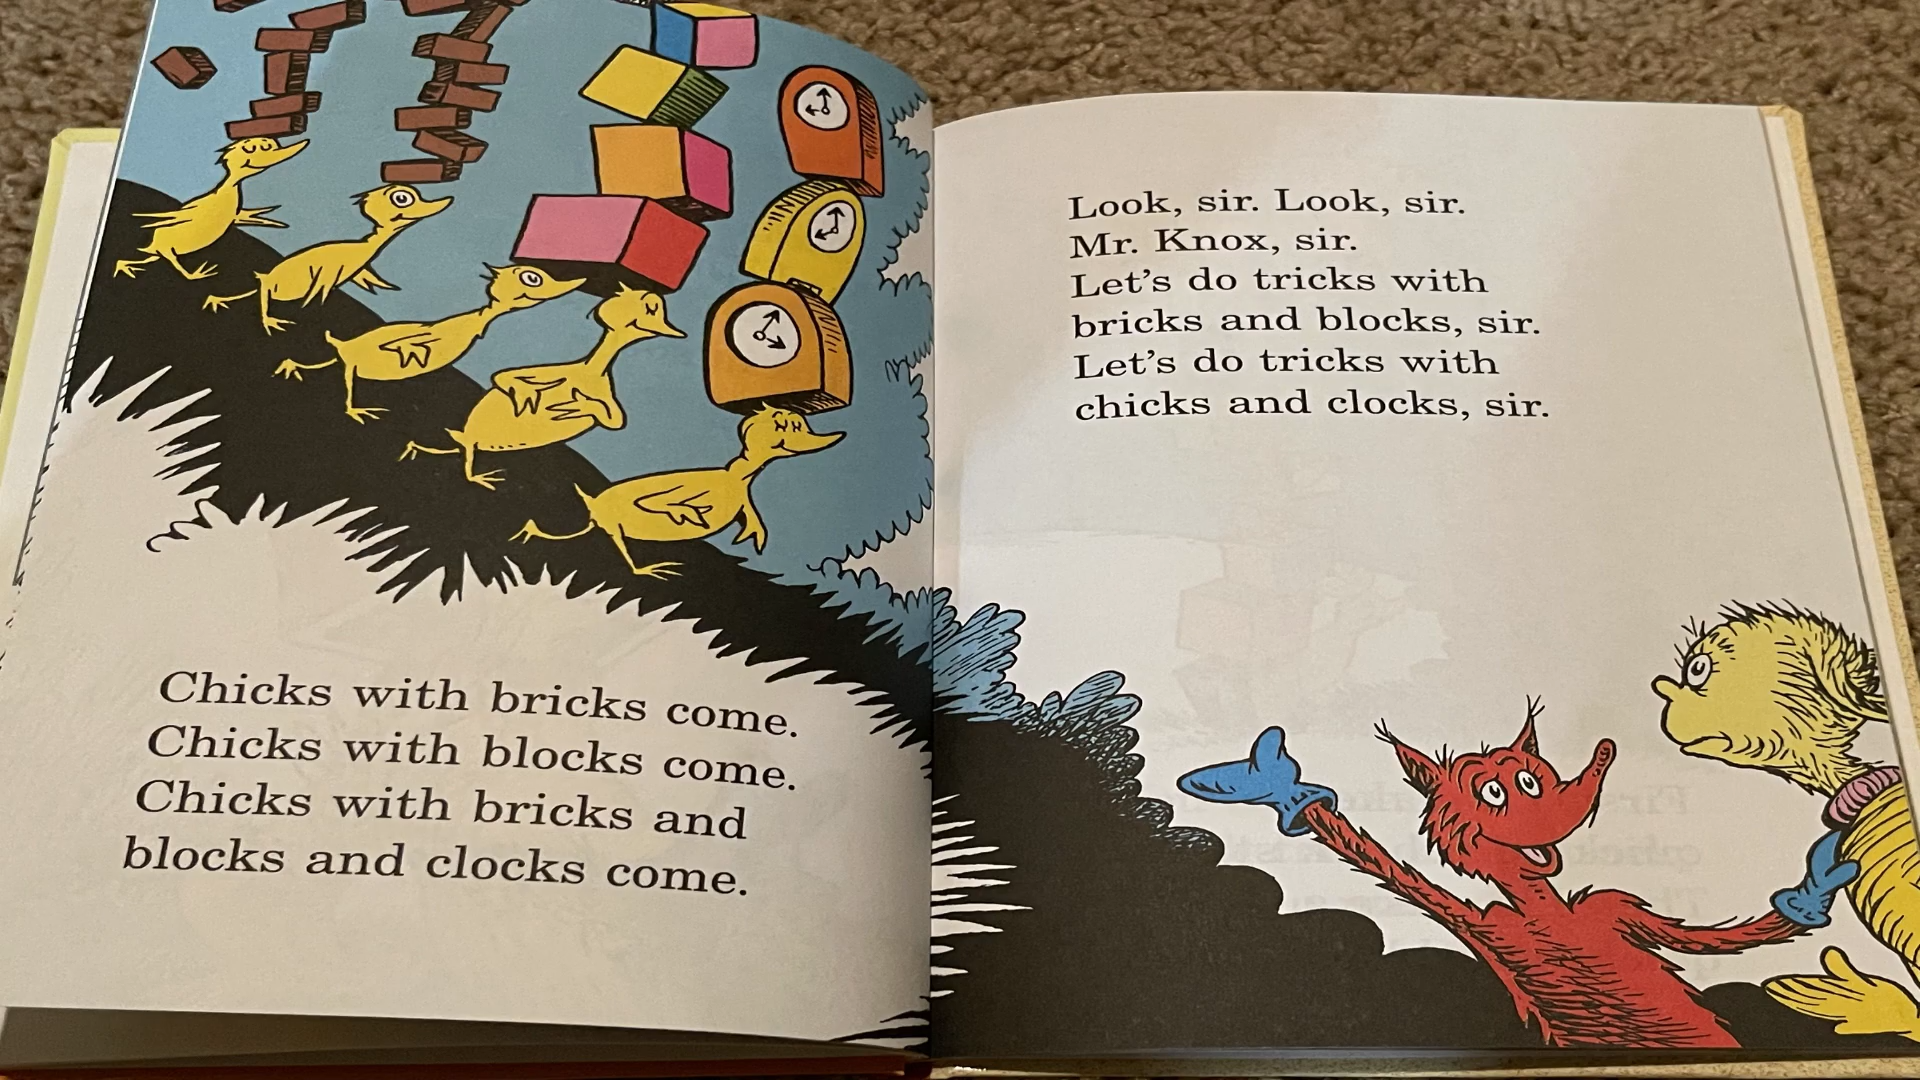 Chicks with bricks come.
Chicks with blocks come.
Chicks with bricks and
blocks and clocks come.
Look, sir. Look, sir.
Mr. Knox, sir.
Let's do tricks with
bricks and blocks, sir.
Let's do tricks with
chicks and clocks, sir.